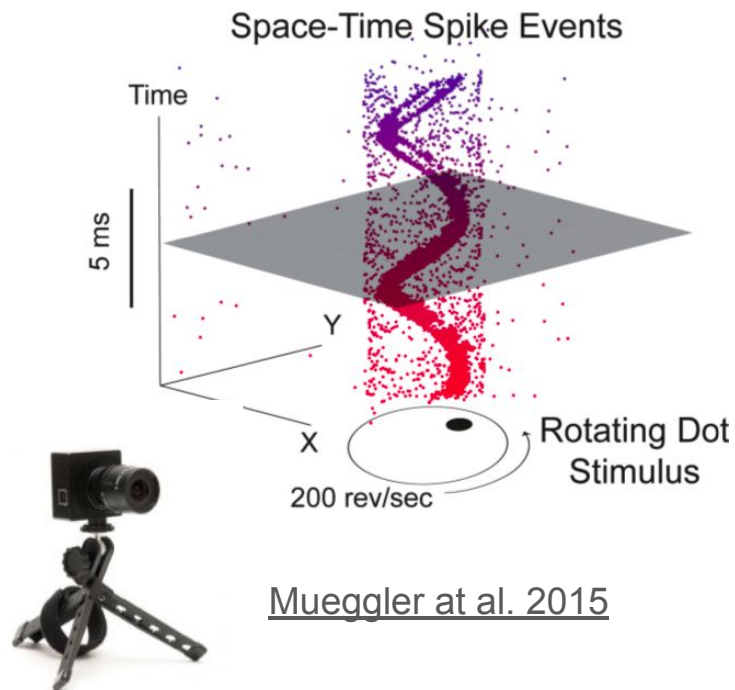 Space-Time Spike Events
Time
5 ms
Y
X
Rotating Dot
Stimulus
200 rev/sec
Mueggler at al. 2015